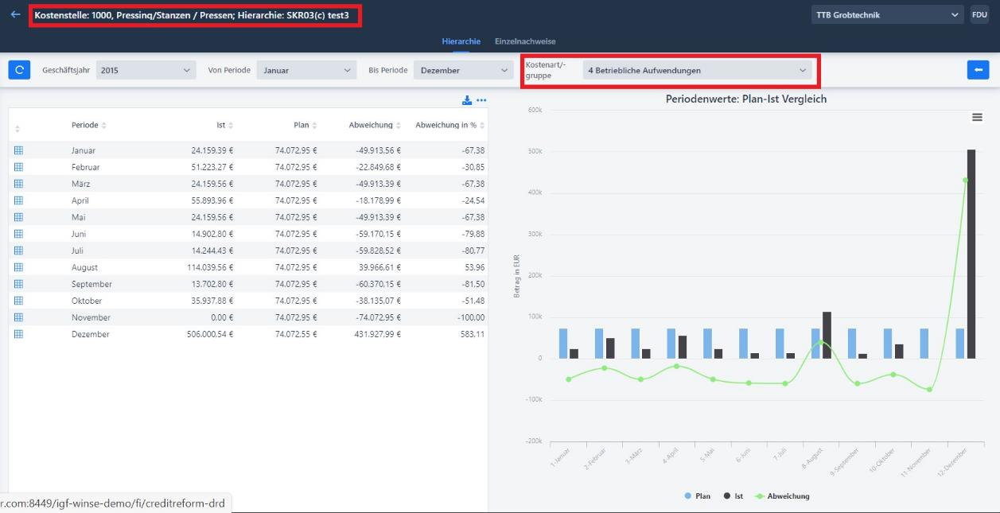 Kostenstelle: 1000, Pressing/Stanzen / Pressen; Hierarchie: SKR03(c) test3
TTB Grobtechnik
FDU
Hierarchie Einzelnachweise
Geschäftsjahr 2015 Von Periode Januar Bis Periode Dezember Kostenart/-
gruppe 4 Betriebliche Aufwendungen
Periode Ist Plan Abweichung Abweichung in %
Januar 24.159,39 € 74.072,95 € -49.913,56 € -67,38
Februar 51.223,27 € 74.072,95 € -22.849,68 € -30,85
März 24.159,56 € 74.072,95 € -49.913,39 € -67,38
April 55.893,96 € 74.072,95 € -18.178,99 € -24,54
Mai 24.159,56 € 74.072,95 € -49.913,39 € -67,38
Juni 14.902,80 € 74.072,95 € -59.170,15 € -79,88
Juli 14.244,43 € 74.072,95 € -59.828,52 € -80,77
August 114.039,56 € 74.072,95 € 39.966,61 € 53,96
September 13.702,80 € 74.072,95 € -60.370,15 € -81,50
Oktober 35.937,88 € 74.072,95 € -38.135,07 € -51,48
November 0,00 € 74.072,95 € -74.072,95 € -100,00
Dezember 506.000,54 € 74.072,55 € 431.927,99 € 583,11
Periodenwerte: Plan-Ist Vergleich
600k
500k
400k
300k
200k
100k
0
-100k
-200k
Betrag in EUR
1-Januar 2-Februar 3-März 4-April 5-Mai 6-Juni 7-Juli 8-August 9-September 10-Oktober 11-November 12-Dezember
Plan Ist Abweichung
r.com:8449/igf-winse-demo/fi/creditreform-drd